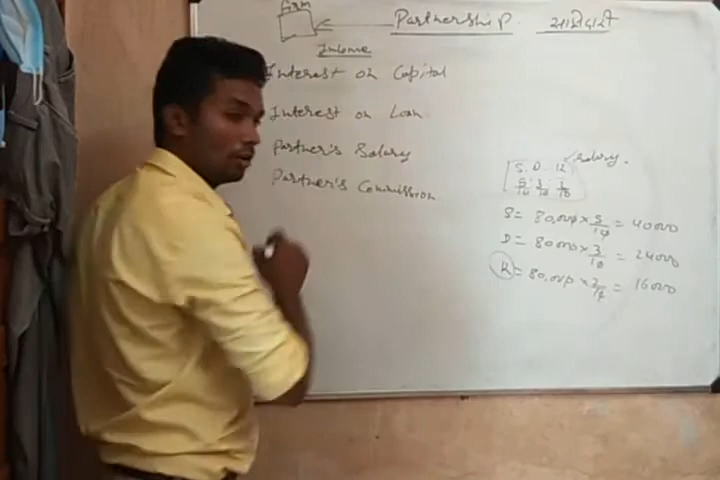 Firm
Partnership. साझेदारी
Income
Interest on Capital
Interest on Loan
Partner's Salary
Partner's Commission
Salary.
S D 12
5/10 3/10 2/10
S = 80,000 × 5/10 = 40000
D = 80000 × 3/10 = 24000
R = 80,000 × 2/ = 16000